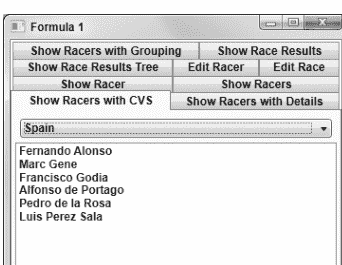 Formula 1
Show Racers with Grouping Show Race Results
Show Race Results Tree Edit Racer Edit Race
Show Racer Show Racers
Show Racers with CVS Show Racers with Details
Spain
Fernando Alonso
Marc Gene
Francisco Godia
Alfonso de Portago
Pedro de la Rosa
Luis Perez Sala